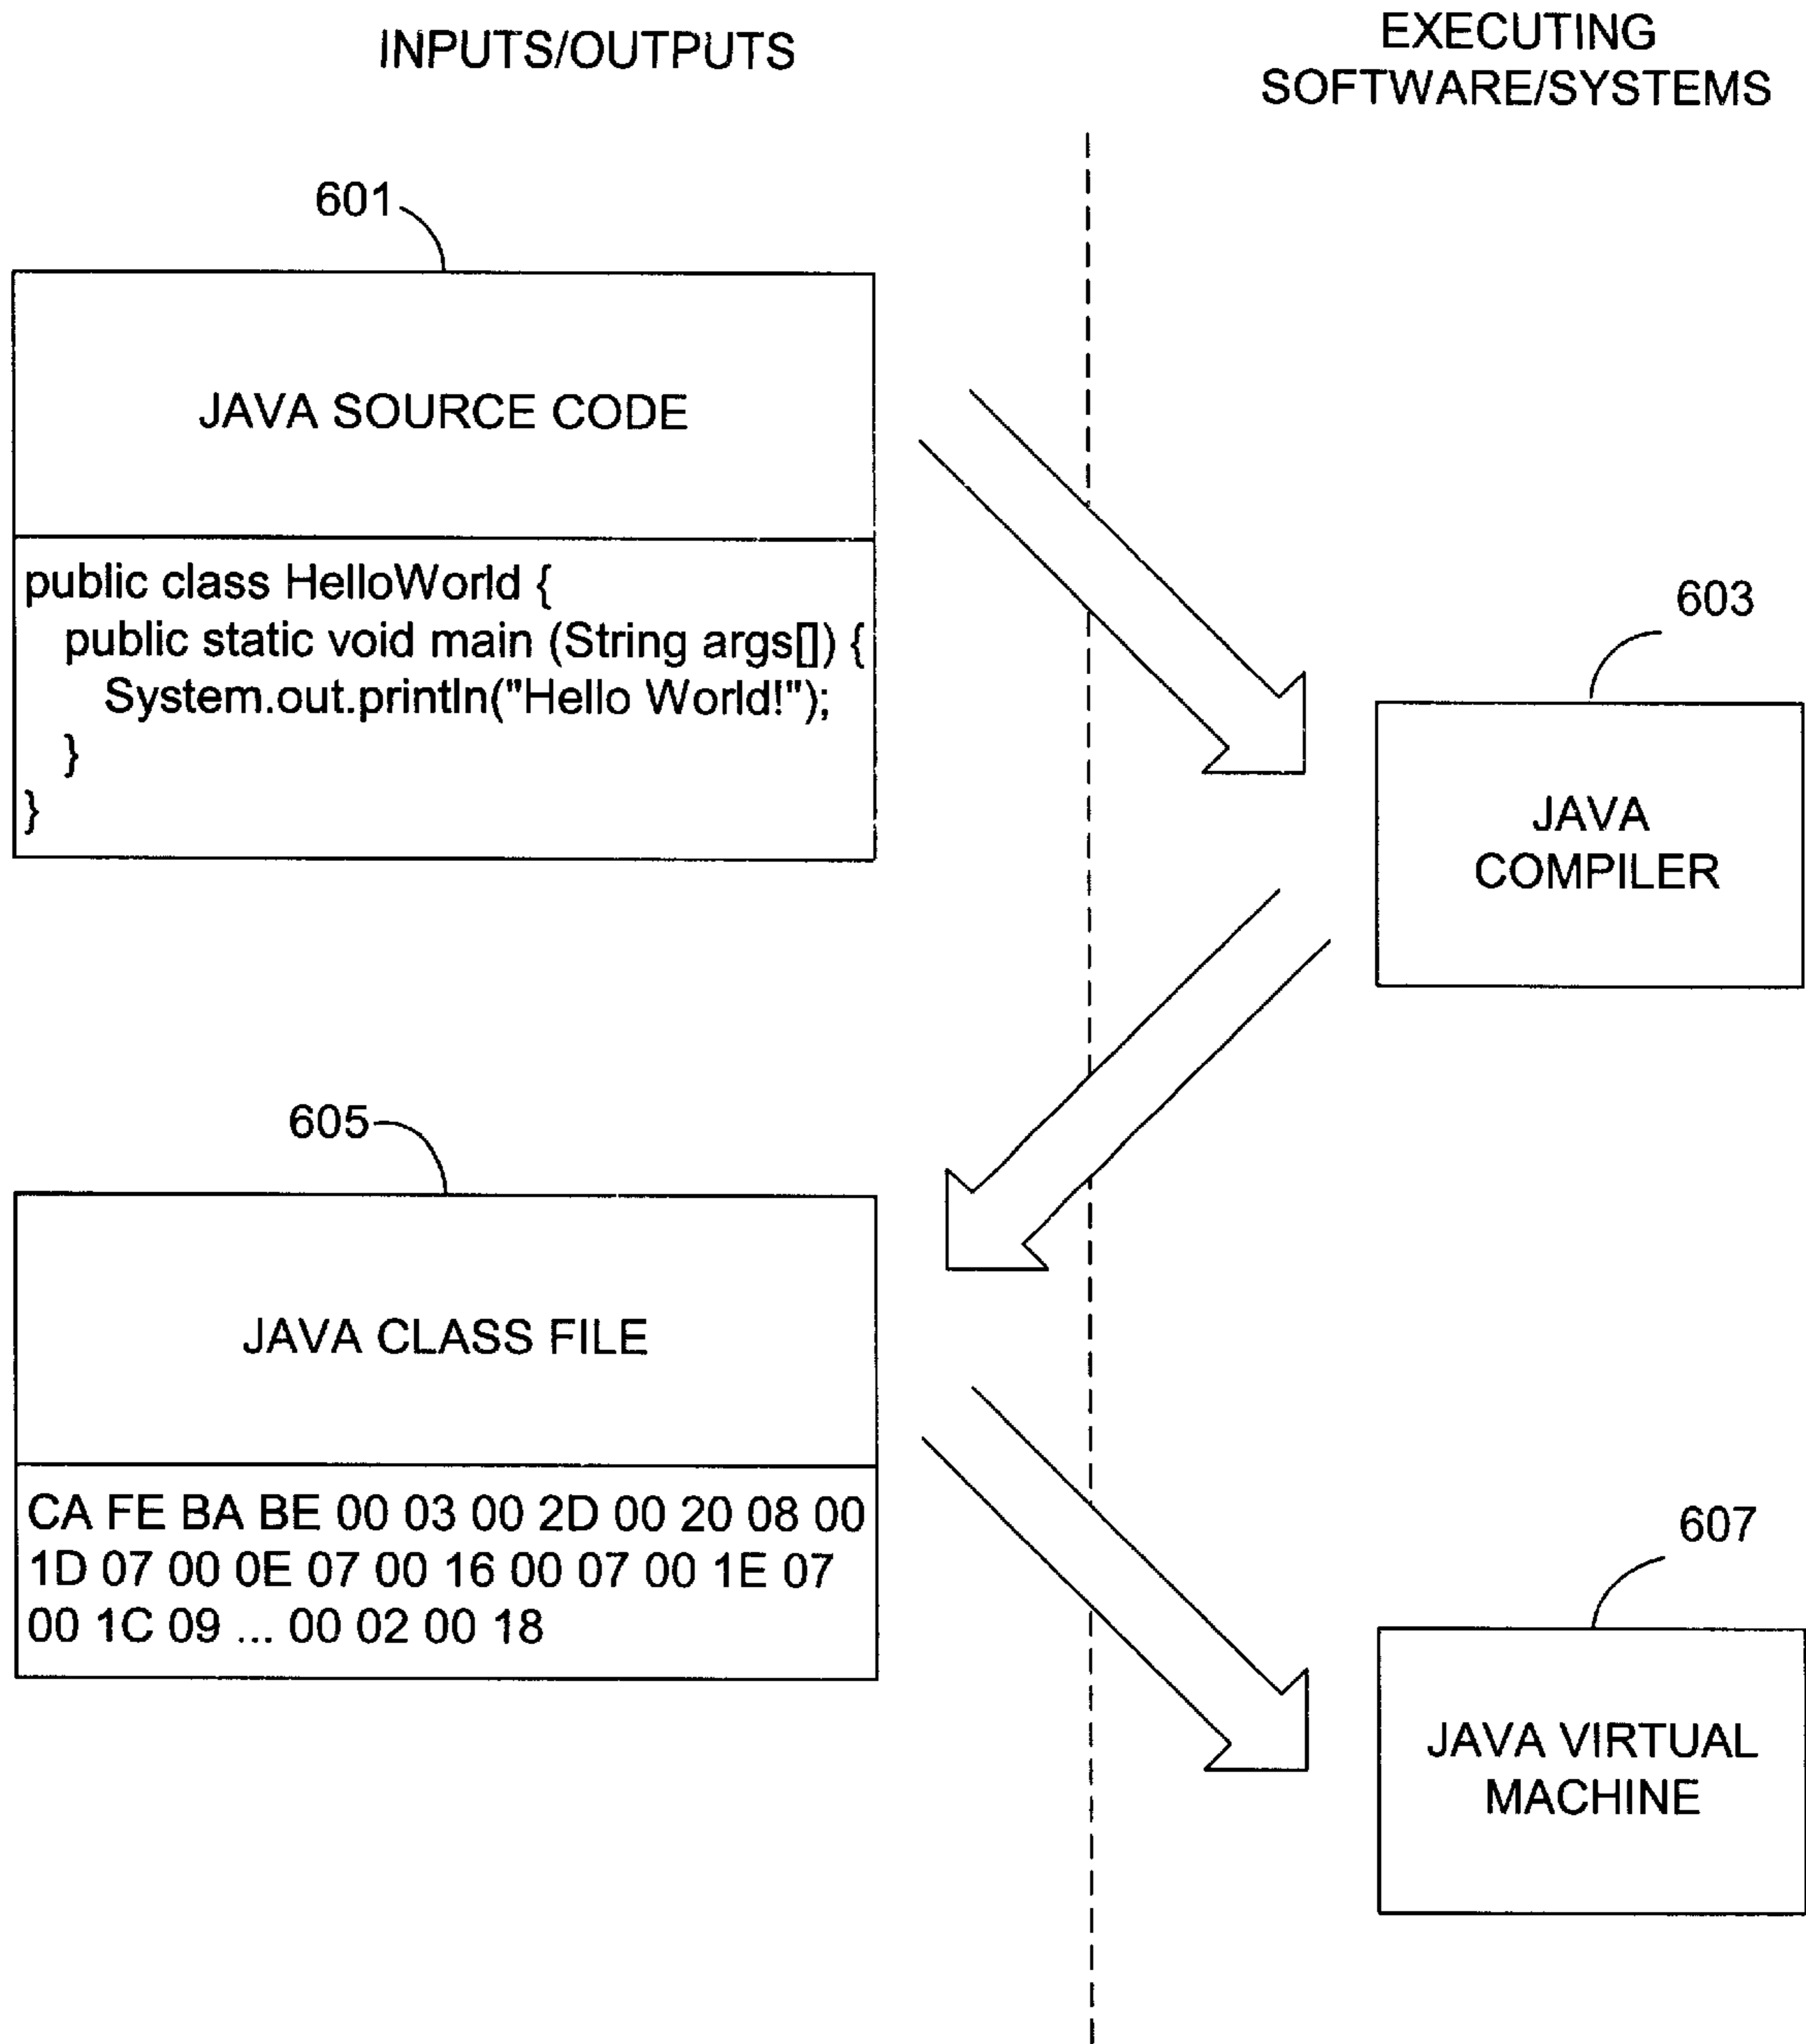 INPUTS/OUTPUTS
EXECUTING
SOFTWARE/SYSTEMS
601
JAVA SOURCE CODE
public class HelloWorld {
public static void main (String args[]) {
System.out.println("Hello World!");
}
}
603
JAVA
COMPILER
605
JAVA CLASS FILE
CA FE BA BE 00 03 00 2D 00 20 08 00
1D 07 00 0E 07 00 16 00 07 00 1E 07
00 1C 09 ... 00 02 00 18
607
JAVA VIRTUAL
MACHINE